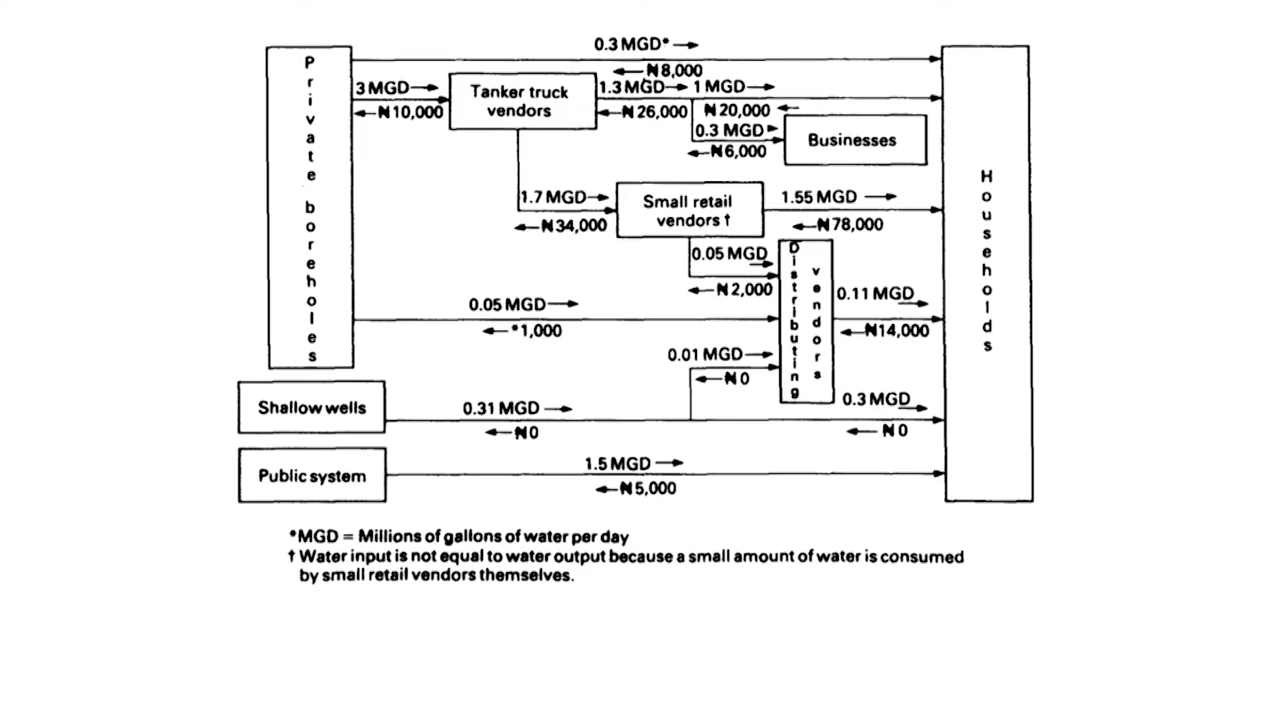 0.3 MGD*
₦8,000
Private boreholes
3 MGD
₦10,000
Tanker truck
vendors
1.3 MGD
₦26,000
1 MGD
₦20,000
0.3 MGD
₦6,000
Businesses
Households
1.7 MGD
₦34,000
Small retail
vendors †
1.55 MGD
₦78,000
0.05 MGD
₦2,000
Distributing
vendors
0.11 MGD
₦14,000
0.05 MGD
*1,000
0.01 MGD
₦0
Shallow wells
0.31 MGD
₦0
0.3 MGD
₦0
Public system
1.5 MGD
₦5,000
*MGD = Millions of gallons of water per day
† Water input is not equal to water output because a small amount of water is consumed
by small retail vendors themselves.